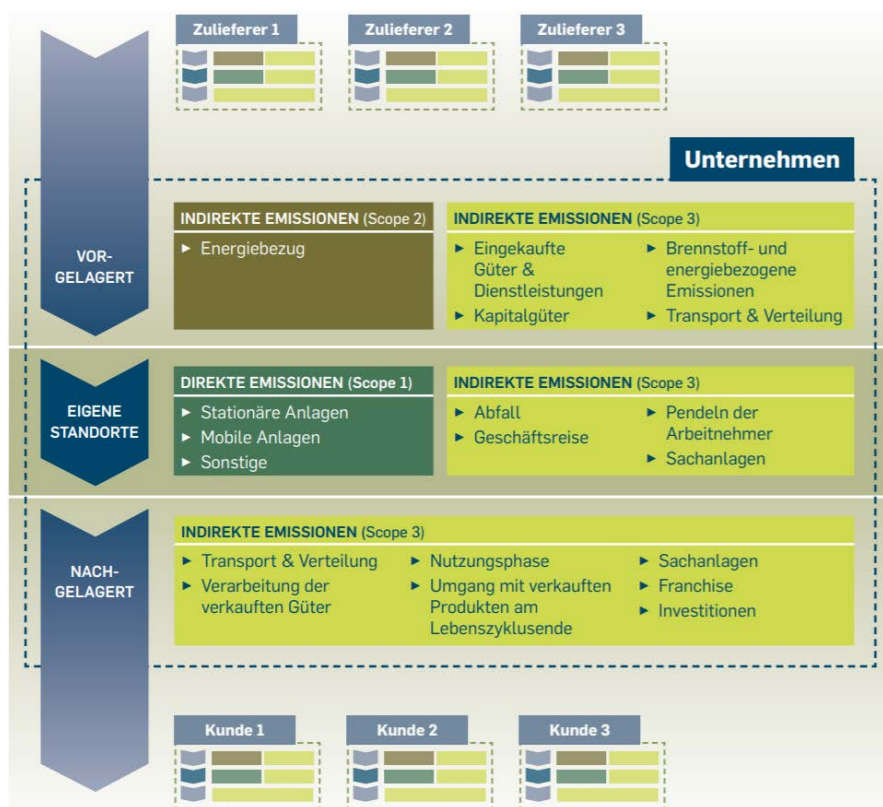 Zulieferer 1
Zulieferer 2
Zulieferer 3
Unternehmen
VOR-
GELAGERT
INDIREKTE EMISSIONEN (Scope 2)
► Energiebezug
INDIREKTE EMISSIONEN (Scope 3)
► Eingekaufte
Güter &
Dienstleistungen
► Kapitalgüter
► Brennstoff- und
energiebezogene
Emissionen
► Transport & Verteilung
EIGENE
STANDORTE
DIREKTE EMISSIONEN (Scope 1)
► Stationäre Anlagen
► Mobile Anlagen
► Sonstige
INDIREKTE EMISSIONEN (Scope 3)
► Abfall
► Geschäftsreise
► Pendeln der
Arbeitnehmer
► Sachanlagen
NACH-
GELAGERT
INDIREKTE EMISSIONEN (Scope 3)
► Transport & Verteilung
► Verarbeitung der
verkauften Güter
► Nutzungsphase
► Umgang mit verkauften
Produkten am
Lebenszyklusende
► Sachanlagen
► Franchise
► Investitionen
Kunde 1
Kunde 2
Kunde 3